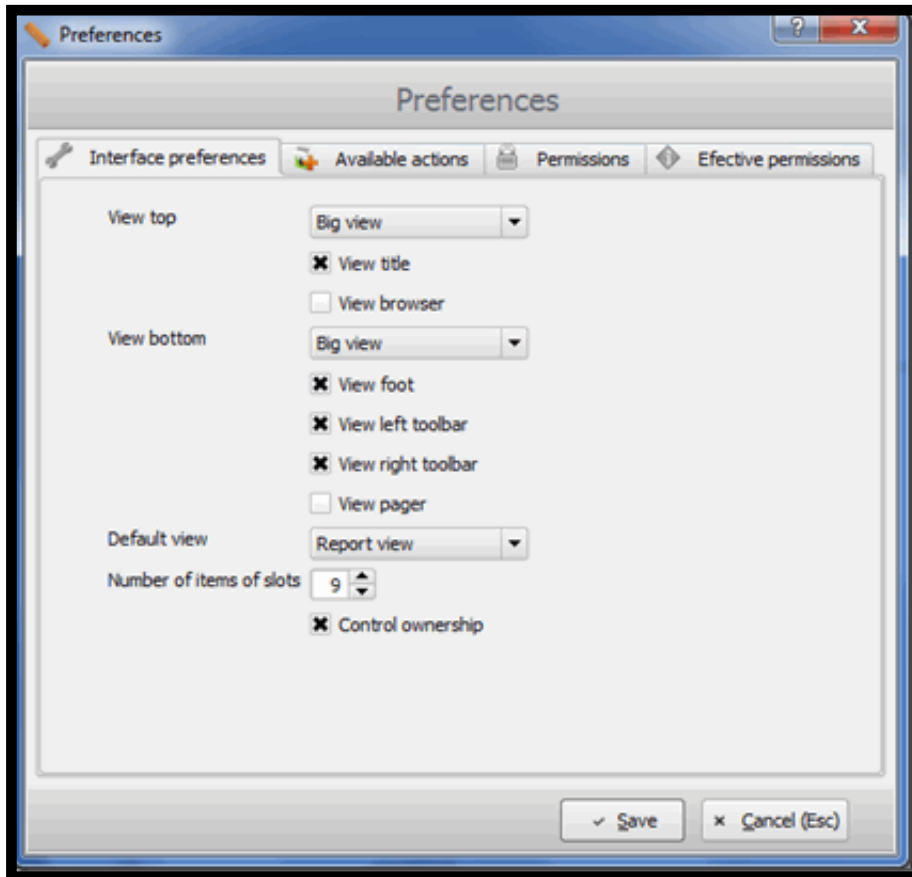 Preferences
Preferences
Interface preferences Available actions Permissions Efective permissions
View top Big view
View title
View browser
View bottom Big view
View foot
View left toolbar
View right toolbar
View pager
Default view Report view
Number of items of slots 9
Control ownership
Save Cancel (Esc)